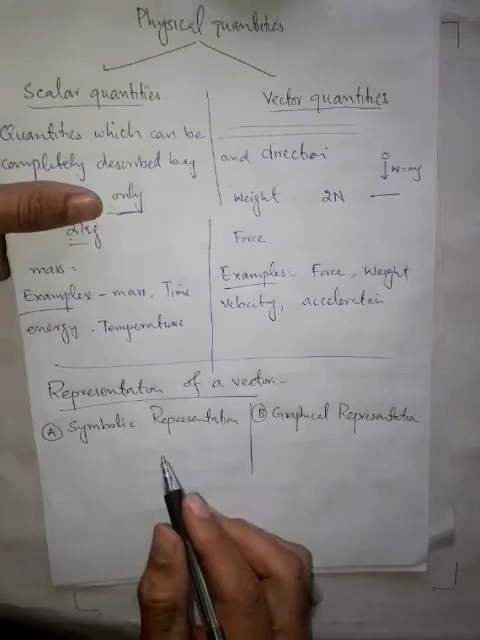 Physical quantities
Scalar quantities.
Quantities which can be
completely described by
only
2kg
mass =
Examples - mass, Time
energy, Temperature
Vector quantities
and direction
W=mg
Weight 2N
Force
Examples - Force, Weight
velocity, acceleration
Representation of a vector -
A Symbolic Representation
B Graphical Representation